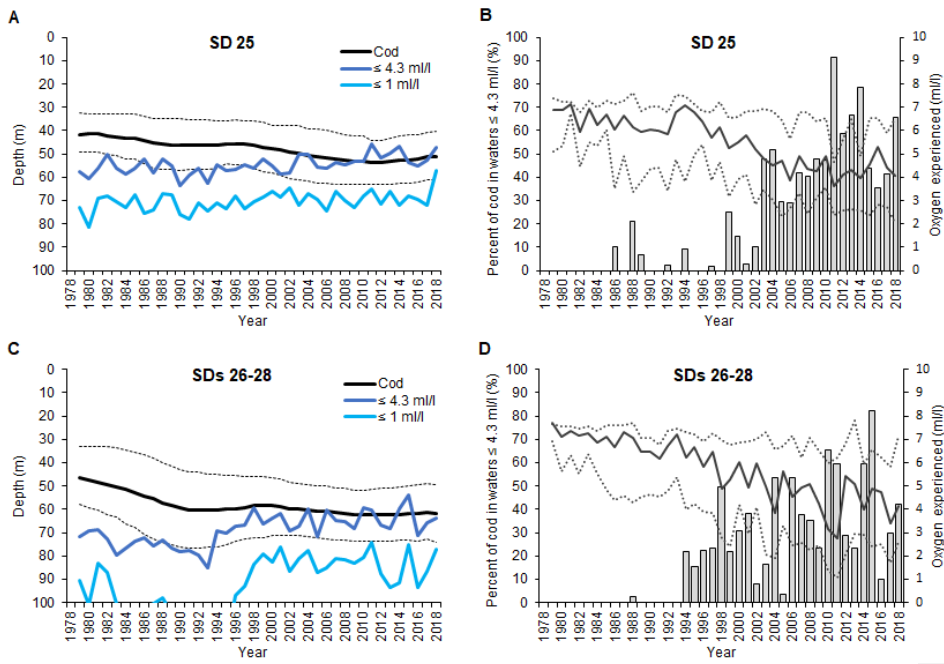 A
SD 25
Depth (m)
0
10
20
30
40
50
60
70
80
90
100
Cod
≤ 4.3 ml/l
≤ 1 ml/l
1978 1980 1982 1984 1986 1988 1990 1992 1994 1996 1998 2000 2002 2004 2006 2008 2010 2012 2014 2016 2018
Year
B
SD 25
Percent of cod in waters ≤ 4.3 ml/l (%)
100
90
80
70
60
50
40
30
20
10
0
10
9
8
7
6
5
4
3
2
1
0
Oxygen experienced (ml/l)
1978 1980 1982 1984 1986 1988 1990 1992 1994 1996 1998 2000 2002 2004 2006 2008 2010 2012 2014 2016 2018
Year
C
SDs 26-28
Depth (m)
0
10
20
30
40
50
60
70
80
90
100
Cod
≤ 4.3 ml/l
≤ 1 ml/l
1978 1980 1982 1984 1986 1988 1990 1992 1994 1996 1998 2000 2002 2004 2006 2008 2010 2012 2014 2016 2018
Year
D
SDs 26-28
Percent of cod in waters ≤ 4.3 ml/l (%)
100
90
80
70
60
50
40
30
20
10
0
10
9
8
7
6
5
4
3
2
1
0
Oxygen experienced (ml/l)
1978 1980 1982 1984 1986 1988 1990 1992 1994 1996 1998 2000 2002 2004 2006 2008 2010 2012 2014 2016 2018
Year